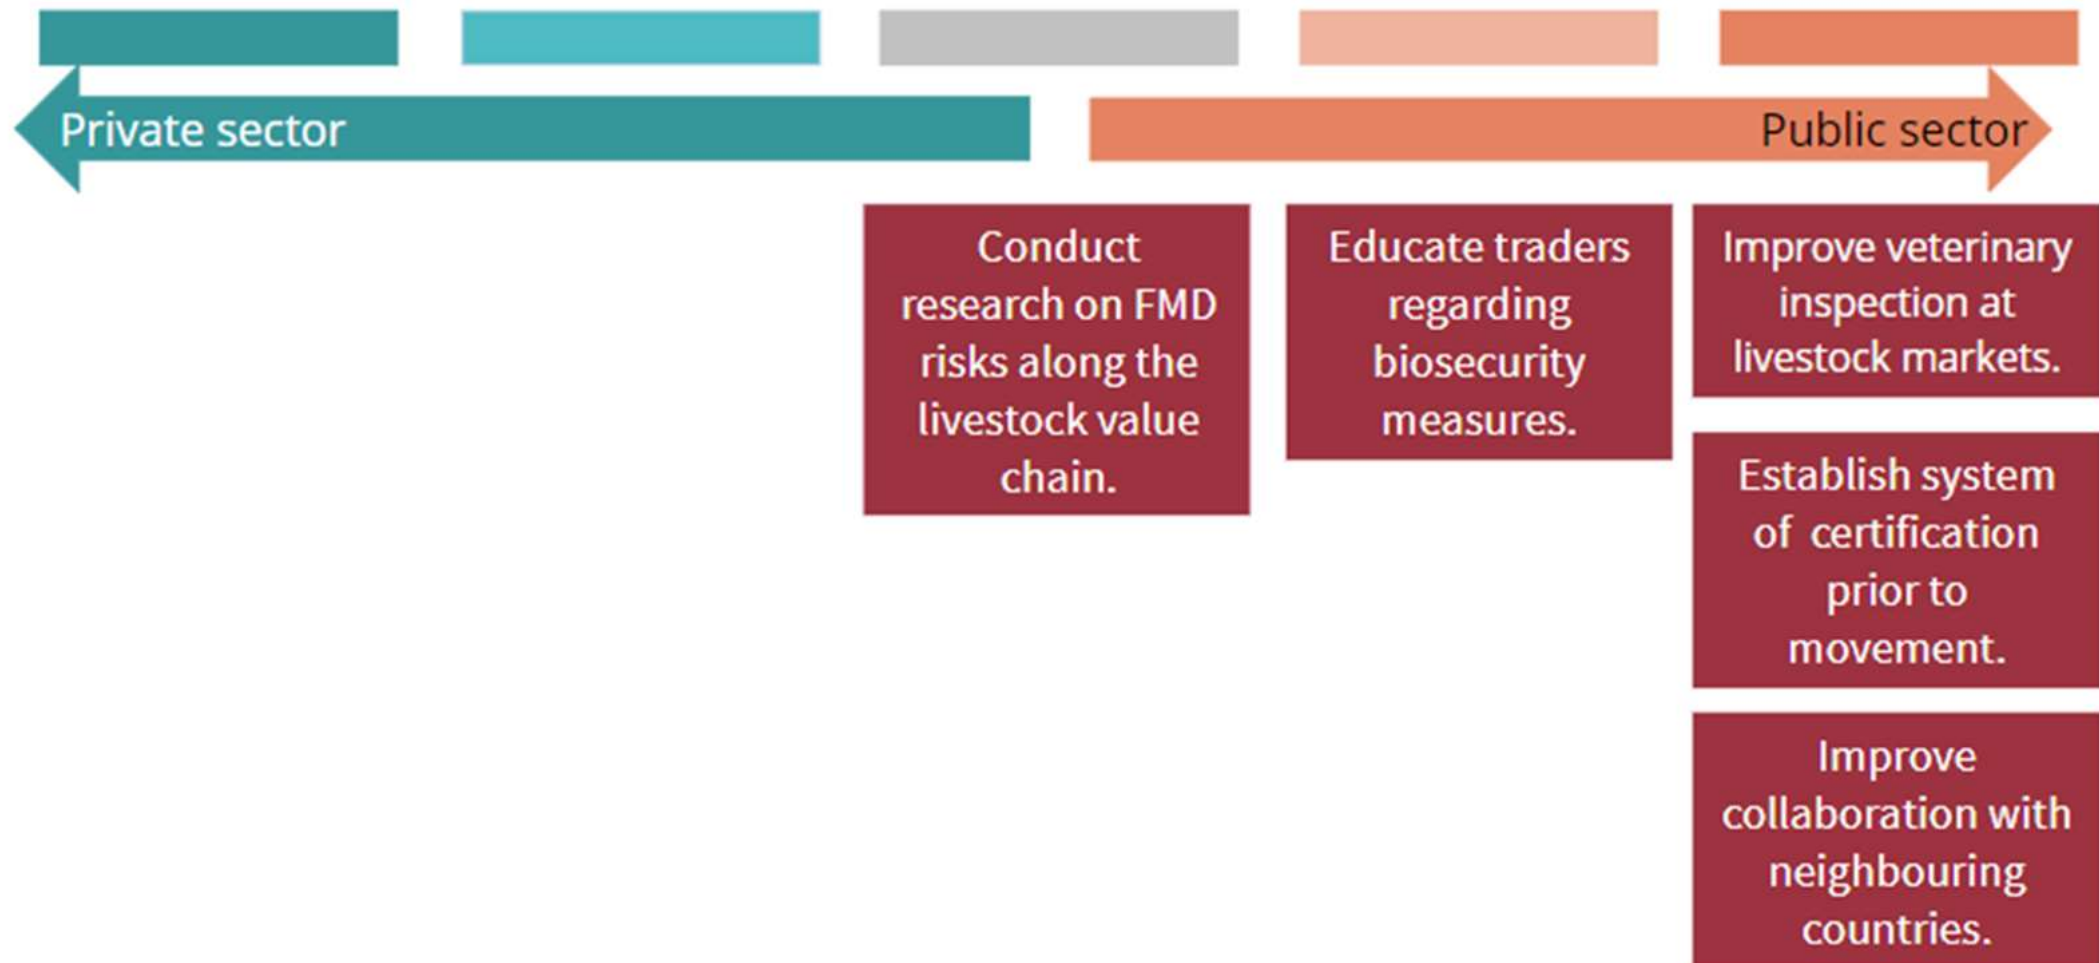 Private sector
Public sector
Conduct
research on FMD
risks along the
livestock value
chain.
Educate traders
regarding
biosecurity
measures.
Improve veterinary
inspection at
livestock markets.
Establish system
of certification
prior to
movement.
Improve
collaboration with
neighbouring
countries.